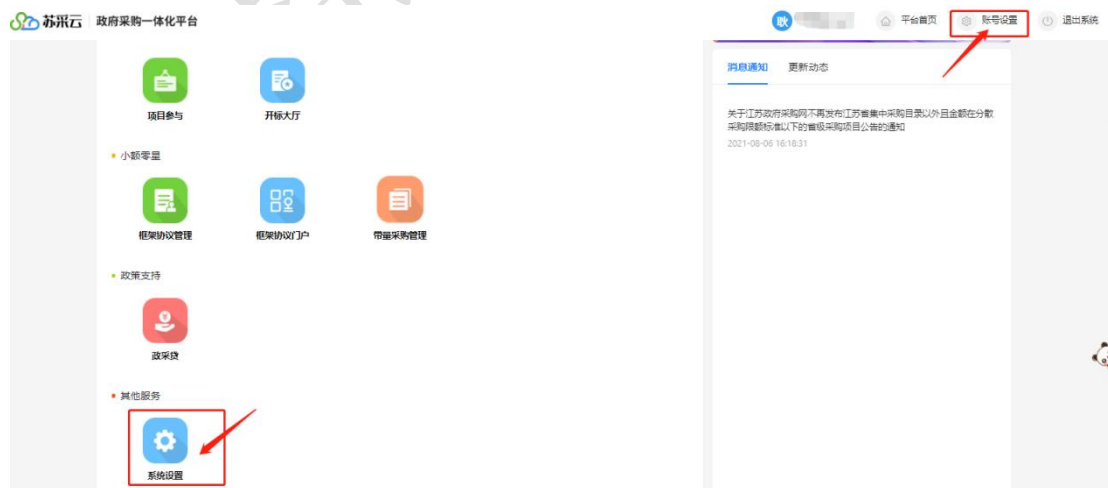 苏采云 政府采购一体化平台
耿 平台首页 账号设置 退出系统
项目参与 开标大厅
小额零星
框架协议管理 框架协议门户 带量采购管理
政策支持
政采贷
其他服务
系统设置
消息通知 更新动态
关于江苏政府采购网不再发布江苏省集中采购目录以外且金额在分散
采购限额标准以下的省级采购项目公告的通知
2021-08-06 16:18:31